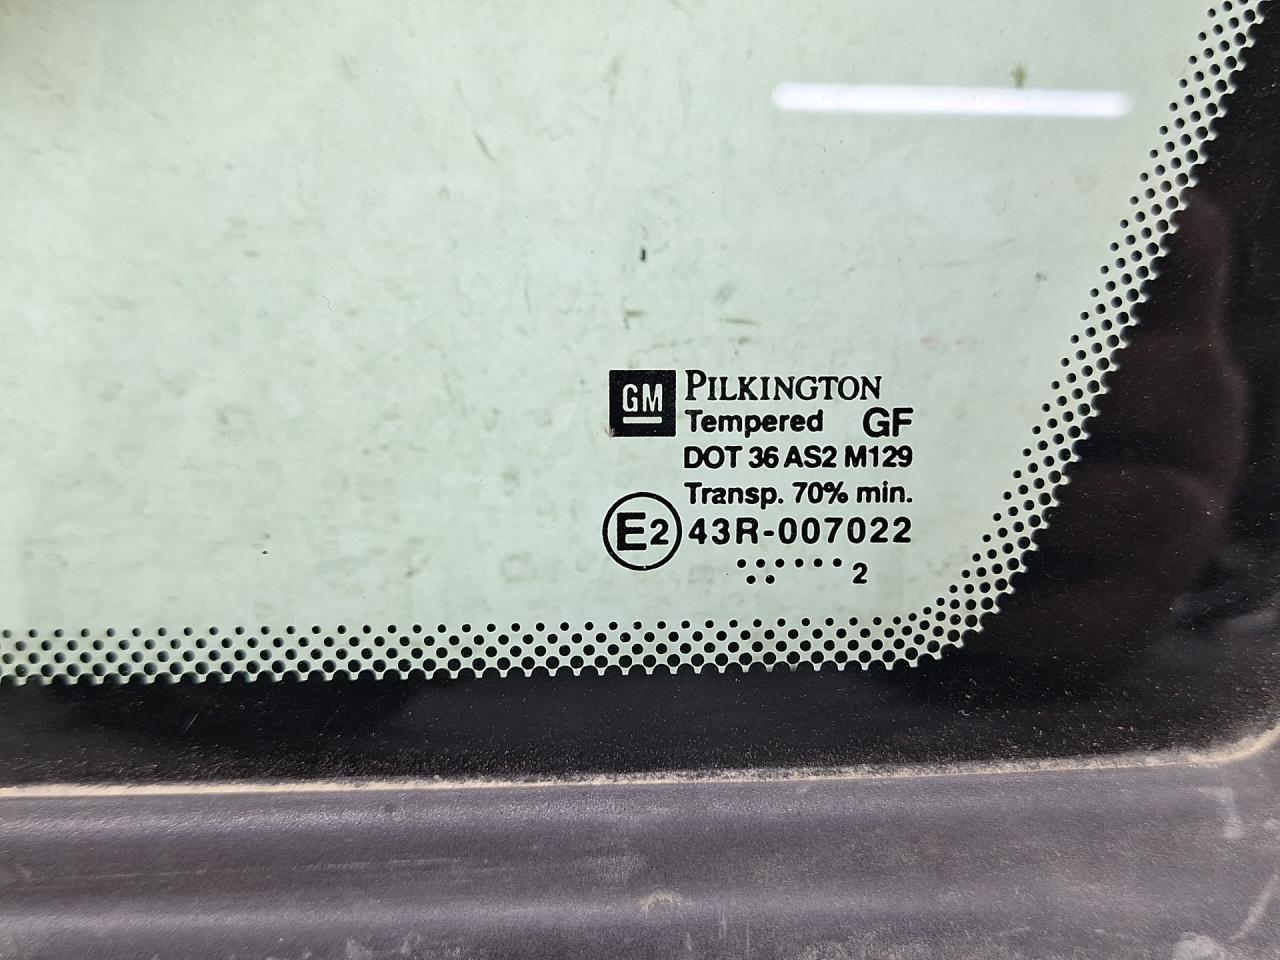 GM PILKINGTON
Tempered GF
DOT 36 AS2 M129
Transp. 70% min.
E2 43R-007022
2